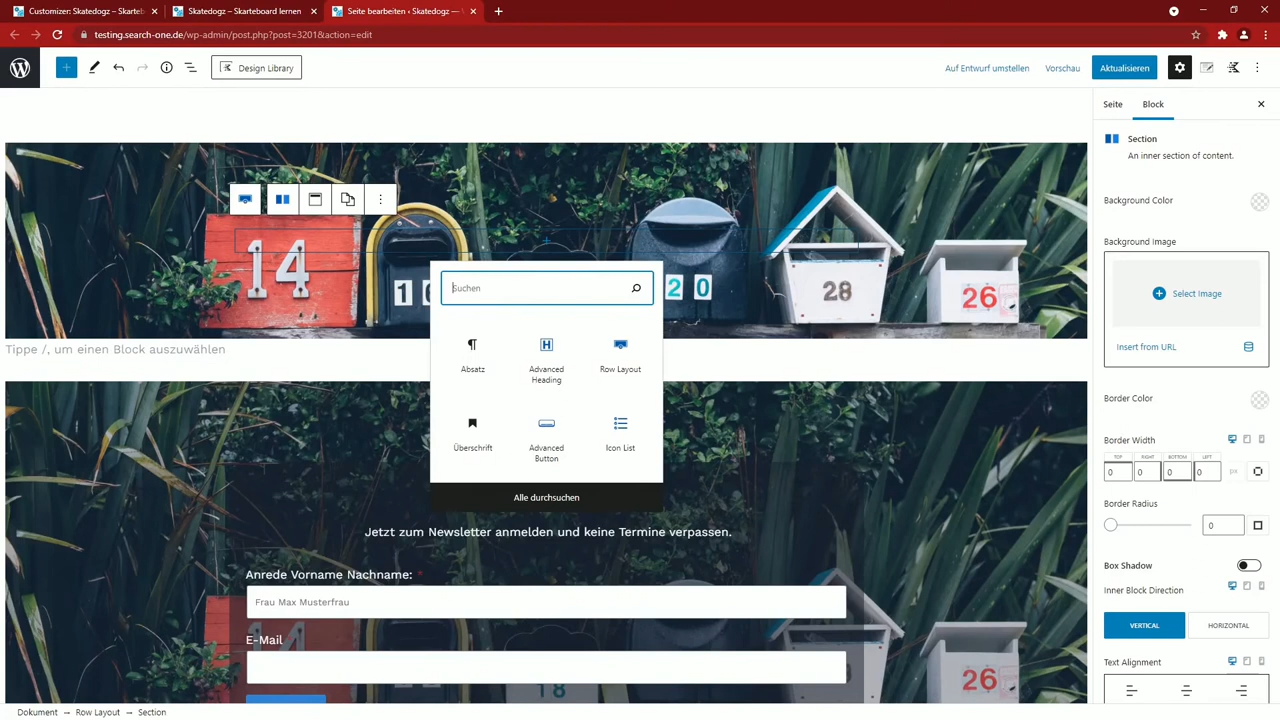 Customizer: Skatedogz – Skarteb
Skatedogz – Skarteboard lernen
Seite bearbeiten ‹ Skatedogz —
testing.search-one.de/wp-admin/post.php?post=3201&action=edit
Design Library
Auf Entwurf umstellen
Vorschau
Aktualisieren
Seite
Block
Section
An inner section of content.
Background Color
Background Image
Select Image
Insert from URL
Border Color
Border Width
TOP RIGHT BOTTOM LEFT
0 0 0 0 px
Border Radius
0
Box Shadow
Inner Block Direction
VERTICAL
HORIZONTAL
Text Alignment
14
1
20
28
26
Tippe /, um einen Block auszuwählen
Suchen
Absatz
Advanced
Heading
Row Layout
Überschrift
Advanced
Button
Icon List
Alle durchsuchen
Jetzt zum Newsletter anmelden und keine Termine verpassen.
Anrede Vorname Nachname: *
Frau Max Musterfrau
E-Mail
18
26
Dokument → Row Layout → Section